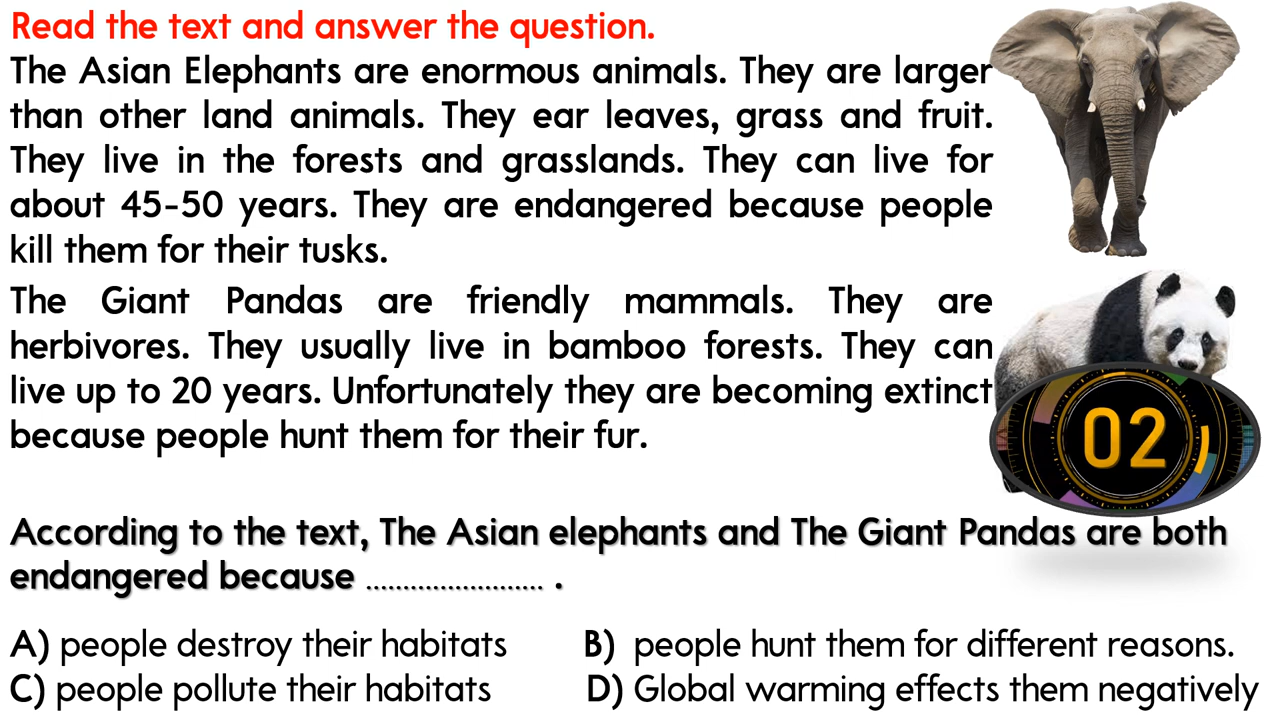 Read the text and answer the question.
The Asian Elephants are enormous animals. They are larger
than other land animals. They ear leaves, grass and fruit.
They live in the forests and grasslands. They can live for
about 45-50 years. They are endangered because people
kill them for their tusks.
The Giant Pandas are friendly mammals. They are
herbivores. They usually live in bamboo forests. They can
live up to 20 years. Unfortunately they are becoming extinct
because people hunt them for their fur.
02
According to the text, The Asian elephants and The Giant Pandas are both
endangered because ........................ .
A) people destroy their habitats
B) people hunt them for different reasons.
C) people pollute their habitats
D) Global warming effects them negatively